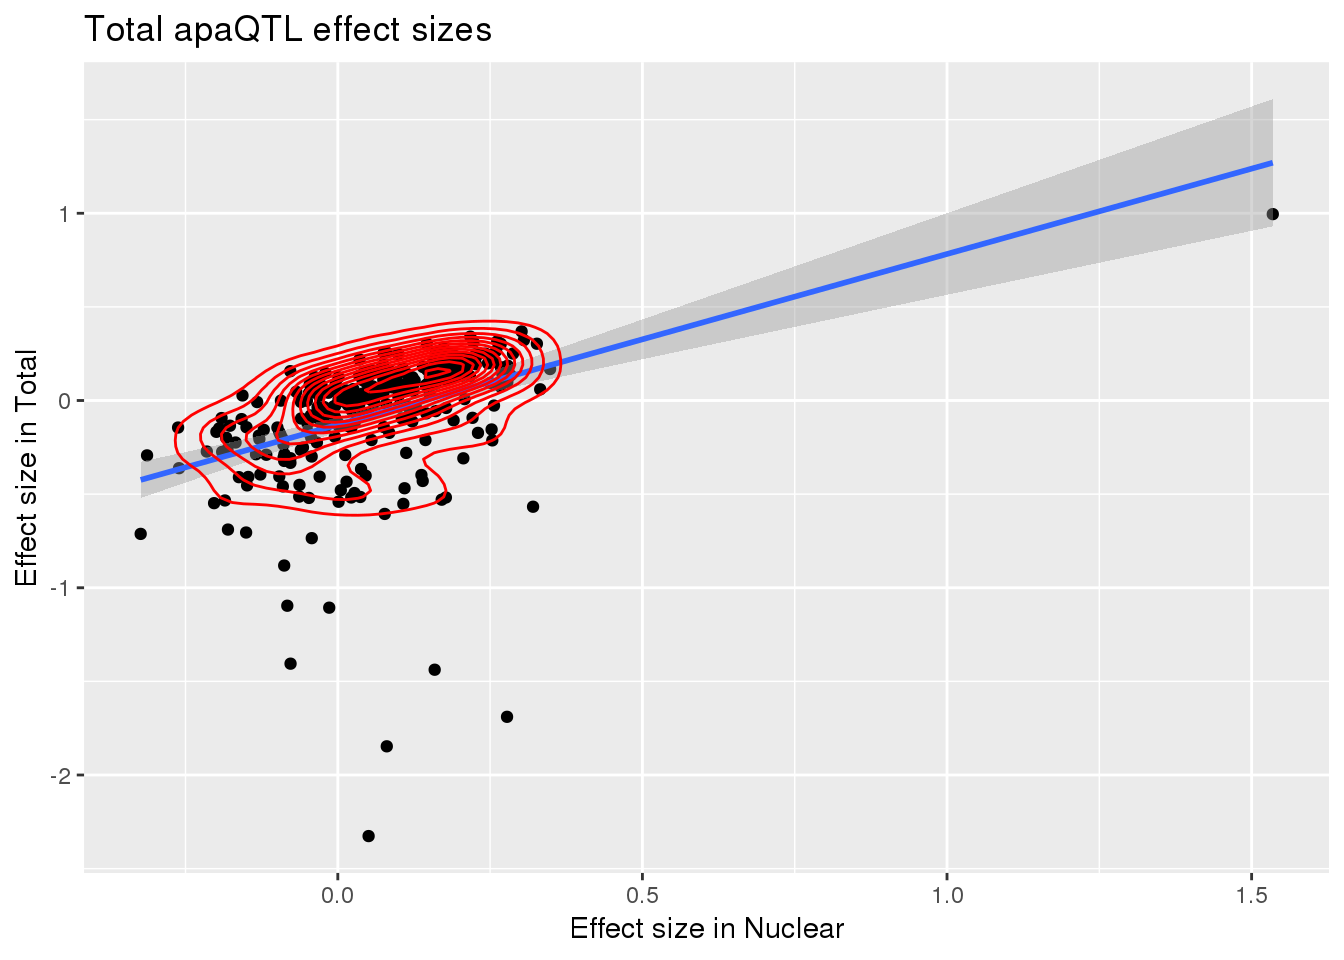 Total apaQTL effect sizes
Effect size in Total
1
0
-1
-2
0.0 0.5 1.0 1.5
Effect size in Nuclear